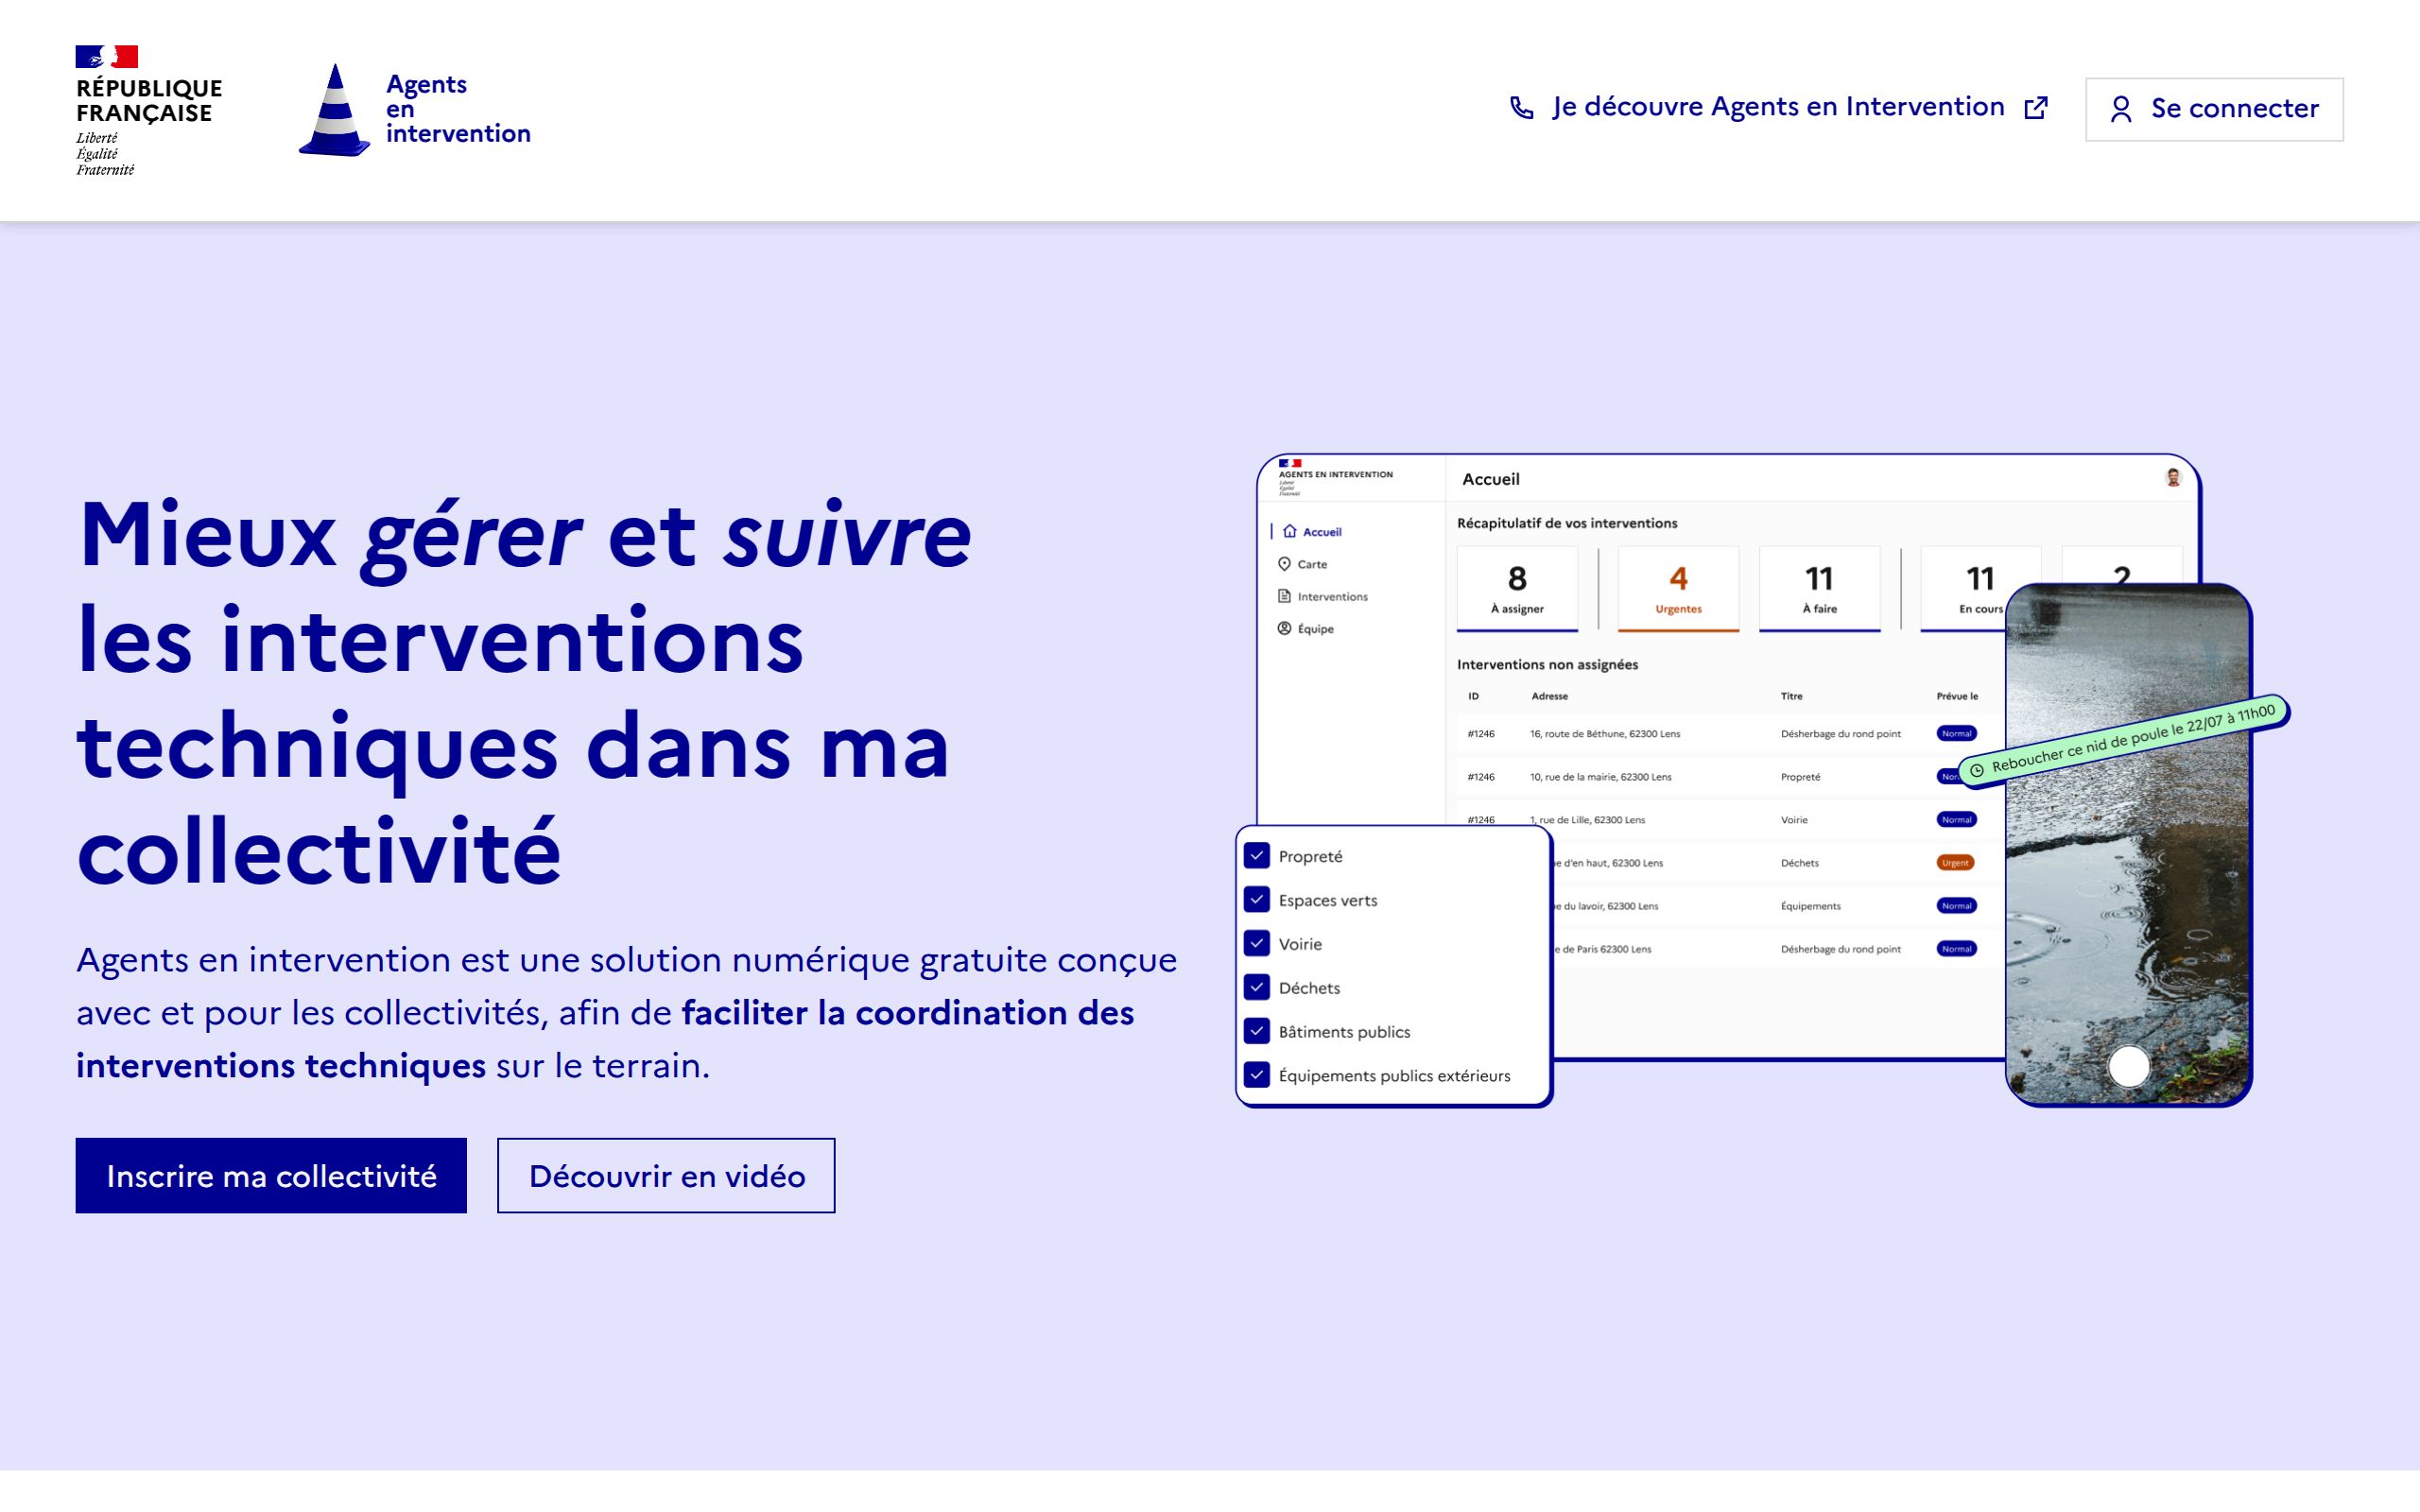 RÉPUBLIQUE
FRANÇAISE
Liberté
Égalité
Fraternité
Agents
en
intervention
Je découvre Agents en Intervention
Se connecter
Mieux gérer et suivre
les interventions
techniques dans ma
collectivité
Agents en intervention est une solution numérique gratuite conçue
avec et pour les collectivités, afin de faciliter la coordination des
interventions techniques sur le terrain.
Inscrire ma collectivité
Découvrir en vidéo
AGENTS EN INTERVENTION
Liberté
Égalité
Fraternité
Accueil
Accueil
Carte
Interventions
Équipe
Récapitulatif de vos interventions
8
À assigner
4
Urgentes
11
À faire
11
En cours
2
Interventions non assignées
ID Adresse Titre Prévue le
#1246 16, route de Béthune, 62300 Lens Désherbage du rond point Normal
#1246 10, rue de la mairie, 62300 Lens Propreté
#1246 1, rue de Lille, 62300 Lens Voirie Normal
d'en haut, 62300 Lens Déchets Urgent
du lavoir, 62300 Lens Équipements Normal
de Paris 62300 Lens Désherbage du rond point Normal
Reboucher ce nid de poule le 22/07 à 11h00
Propreté
Espaces verts
Voirie
Déchets
Bâtiments publics
Équipements publics extérieurs